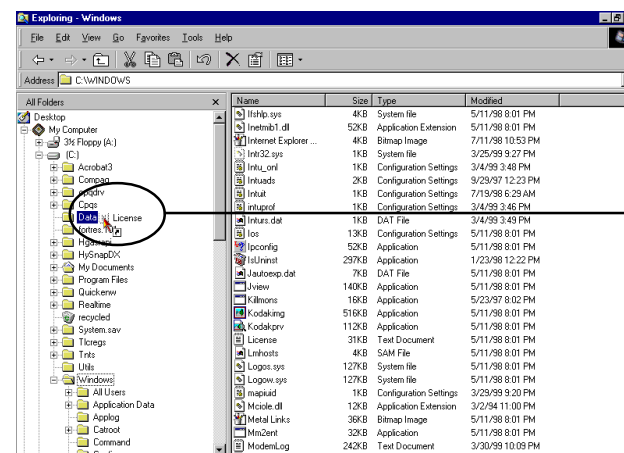 Exploring - Windows
File Edit View Go Favorites Tools Help
Address C:\WINDOWS
All Folders x
Desktop
My Computer
3½ Floppy (A:)
(C:)
Acrobat3
Compaq
cpqdrv
Cpqs
Data License
fortres.101
HySnapDX
My Documents
Program Files
Quickenw
Realtime
recycled
System.sav
Tlcregs
Tnts
Utils
Windows
All Users
Application Data
Applog
Catroot
Command
Name Size Type Modified
Ifshlp.sys 4KB System file 5/11/98 8:01 PM
Inetmib1.dll 52KB Application Extension 5/11/98 8:01 PM
Internet Explorer ... 4KB Bitmap Image 7/11/98 10:53 PM
Intr32.sys 1KB System file 3/25/99 9:27 PM
Intu_onl 1KB Configuration Settings 3/4/99 3:48 PM
Intuads 2KB Configuration Settings 9/29/97 12:23 PM
Intuit 1KB Configuration Settings 7/19/98 6:29 AM
intuprof 1KB Configuration Settings 3/4/99 3:46 PM
Inturs.dat 1KB DAT File 3/4/99 3:49 PM
Ios 13KB Configuration Settings 5/11/98 8:01 PM
Ipconfig 52KB Application 5/11/98 8:01 PM
IsUninst 297KB Application 1/23/98 12:22 PM
Jautoexp.dat 7KB DAT File 5/11/98 8:01 PM
Jview 140KB Application 5/11/98 8:01 PM
Killmons 16KB Application 5/23/97 8:02 PM
Kodakimg 516KB Application 5/11/98 8:01 PM
Kodakprv 112KB Application 5/11/98 8:01 PM
License 31KB Text Document 5/11/98 8:01 PM
Lmhosts 4KB SAM File 5/11/98 8:01 PM
Logos.sys 127KB System file 5/11/98 8:01 PM
Logow.sys 127KB System file 5/11/98 8:01 PM
mapiuid 1KB Configuration Settings 3/29/99 9:20 PM
Mciole.dll 12KB Application Extension 3/2/94 11:00 PM
Metal Links 36KB Bitmap Image 5/11/98 8:01 PM
Mm2ent 32KB Application 5/11/98 8:01 PM
ModemLog 242KB Text Document 3/30/99 10:09 PM